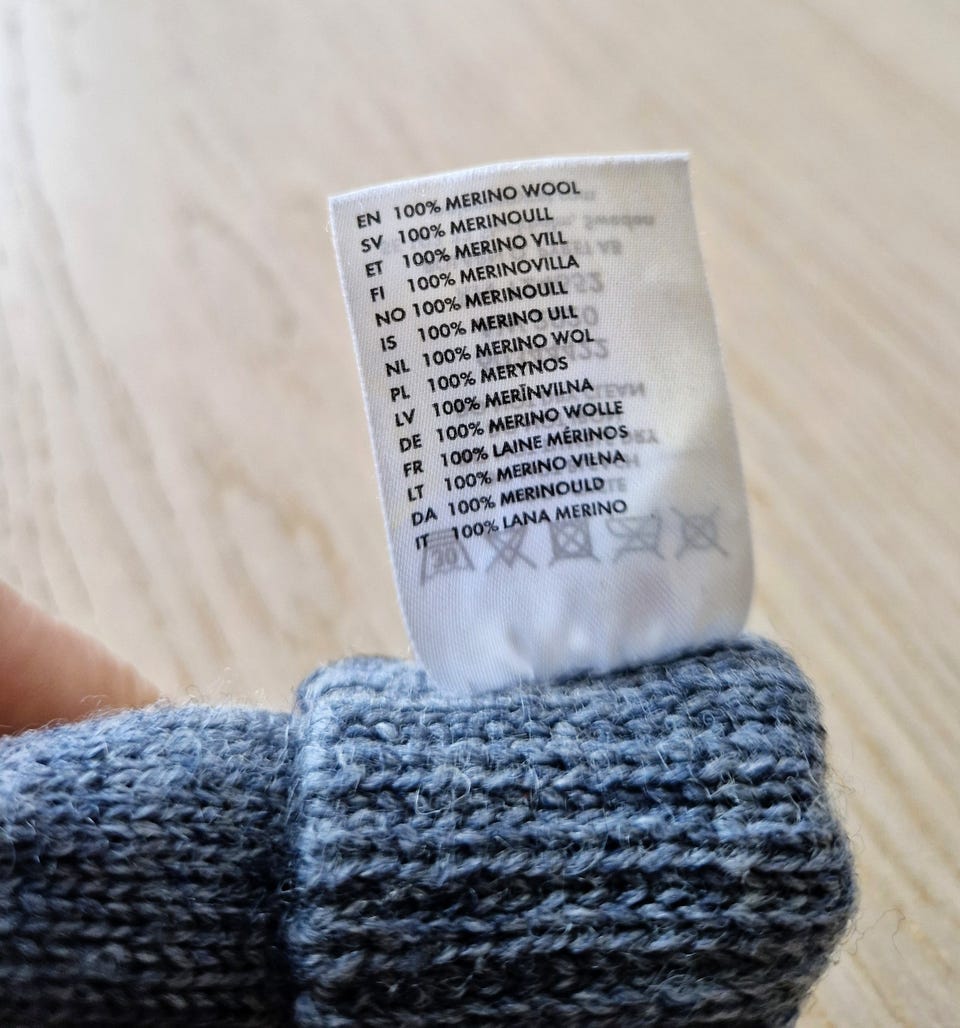 EN 100% MERINO WOOL
SV 100% MERINOULL
ET 100% MERINO VILL
FI 100% MERINOVILLA
NO 100% MERINOULL
IS 100% MERINO ULL
NL 100% MERINO WOL
PL 100% MERYNOS
LV 100% MERĪNVILNA
DE 100% MERINO WOLLE
FR 100% LAINE MÉRINOS
LT 100% MERINO VILNA
DA 100% MERINOULD
IT 100% LANA MERINO
30